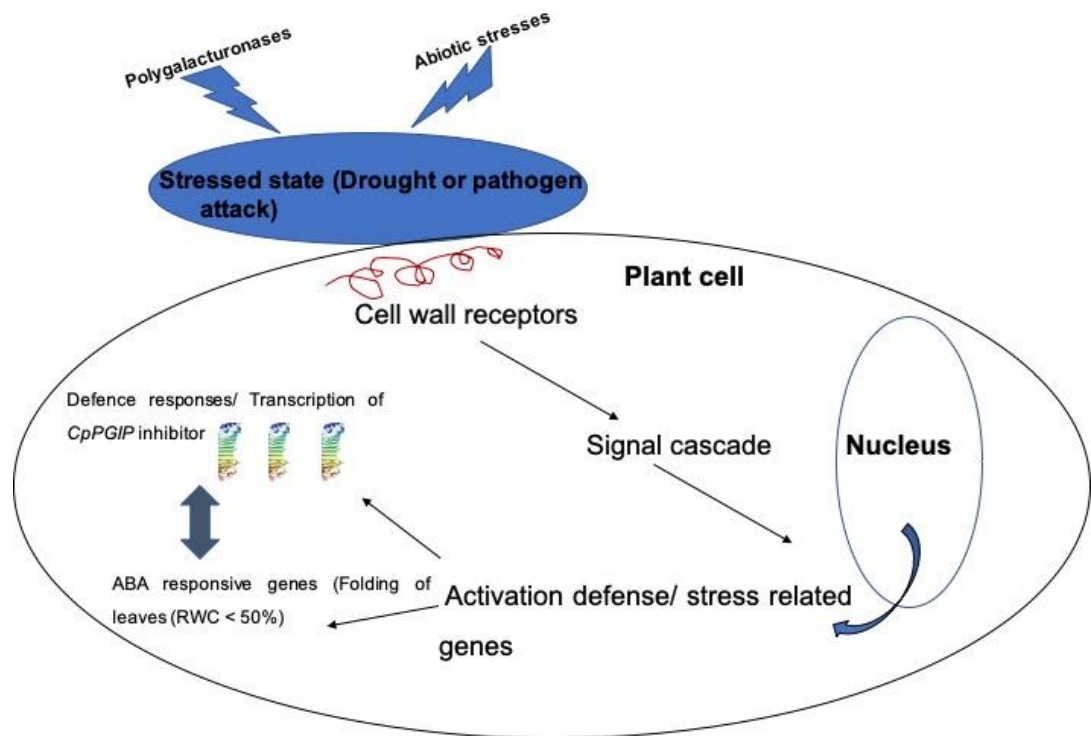 Polygalacturonases
Abiotic stresses
Stressed state (Drought or pathogen
attack)
Plant cell
Cell wall receptors
Defence responses/ Transcription of
CpPGIP inhibitor
Signal cascade
Nucleus
ABA responsive genes (Folding of
leaves (RWC < 50%)
Activation defense/ stress related
genes